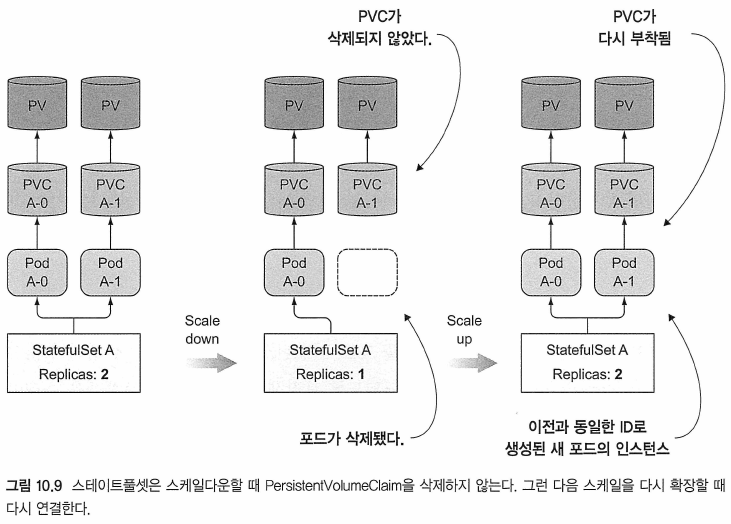 PVC가
삭제되지 않았다.
PVC가
다시 부착됨
PV
PV
PV
PV
PV
PV
PVC
A-0
PVC
A-1
PVC
A-0
PVC
A-1
PVC
A-0
PVC
A-1
Pod
A-0
Pod
A-1
Pod
A-0
Pod
A-0
Pod
A-1
StatefulSet A
Replicas: 2
Scale
down
StatefulSet A
Replicas: 1
Scale
up
StatefulSet A
Replicas: 2
포드가 삭제됐다.
이전과 동일한 ID로
생성된 새 포드의 인스턴스
그림 10.9 스테이트풀셋은 스케일다운할 때 PersistentVolumeClaim을 삭제하지 않는다. 그런 다음 스케일을 다시 확장할 때
다시 연결한다.